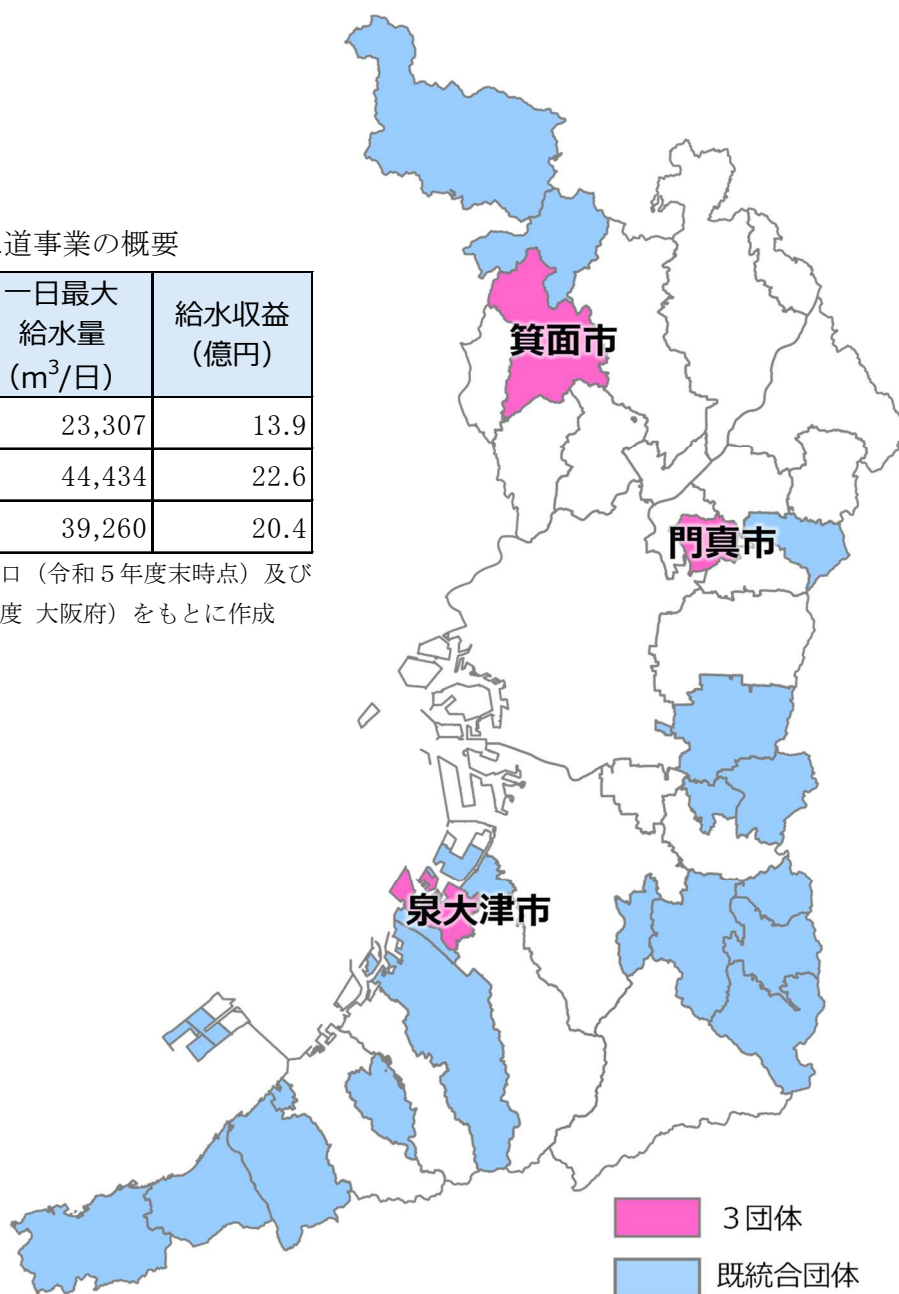 道事業の概要
一日最大
給水量
(m³/日)
給水収益
(億円)
23,307
13.9
44,434
22.6
39,260
20.4
口（令和５年度末時点）及び
度 大阪府）をもとに作成
箕面市
門真市
泉大津市
３団体
既統合団体